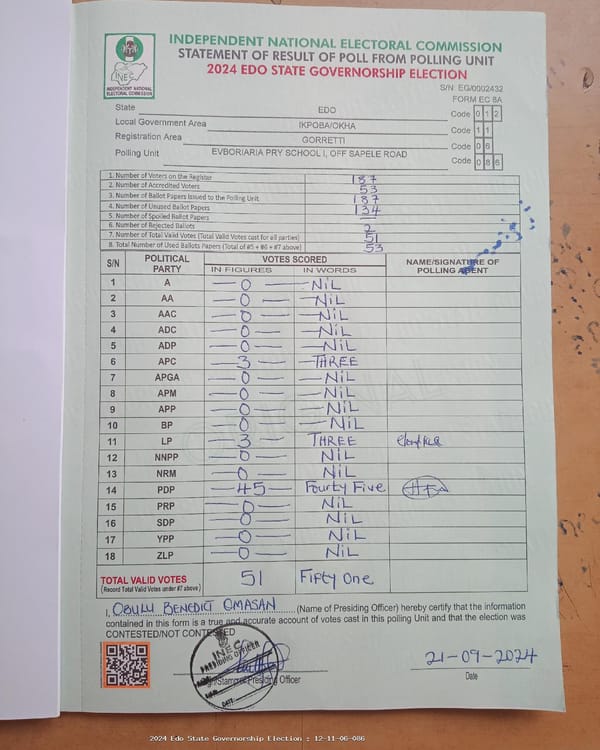 INDEPENDENT NATIONAL ELECTORAL COMMISSION
STATEMENT OF RESULT OF POLL FROM POLLING UNIT
2024 EDO STATE GOVERNORSHIP ELECTION
INEC
INDEPENDENT NATIONAL
ELECTORAL COMMISSION
S/N EG/0002432
FORM EC 8A
State EDO Code 0 1 2
Local Government Area IKPOBA/OKHA Code 1 1
Registration Area GORRETTI Code 0 6
Polling Unit EVBORIARIA PRY SCHOOL I, OFF SAPELE ROAD Code 0 8 6
1. Number of Voters on the Register 187
2. Number of Accredited Voters 53
3. Number of Ballot Papers Issued to the Polling Unit 187
4. Number of Unused Ballot Papers 134
5. Number of Spoiled Ballot Papers —
6. Number of Rejected Ballots 2
7. Number of Total Valid Votes (Total Valid Votes cast for all parties) 51
8. Total Number of Used Ballots Papers (Total of #5 + #6 + #7 above) 53
S/N POLITICAL PARTY VOTES SCORED NAME/SIGNATURE OF POLLING AGENT
IN FIGURES IN WORDS
1 A — 0 — — NiL
2 AA — 0 — — NiL
3 AAC — 0 — — NiL
4 ADC — 0 — — NiL
5 ADP — 0 — — NiL
6 APC — 3 — — THREE
7 APGA — 0 — — NiL
8 APM — 0 — — NiL
9 APP — 0 — — NiL
10 BP — 0 — — NiL
11 LP — 3 — THREE
12 NNPP — 0 — NiL
13 NRM — 0 — NiL
14 PDP — 45 — Fourty Five
15 PRP — 0 — NiL
16 SDP — 0 — NiL
17 YPP — 0 — NiL
18 ZLP — 0 — NiL
TOTAL VALID VOTES 51 Fifty One
(Record Total Valid Votes under #7 above)
I, OBULU BENEDICT OMASAN (Name of Presiding Officer) hereby certify that the information
contained in this form is a true and accurate account of votes cast in this polling Unit and that the election was
CONTESTED/NOT CONTESTED
INEC
PRESIDING OFFICER
DATE
21-09-2024
Presiding Officer
Date
2024 Edo State Governorship Election : 12-11-06-086